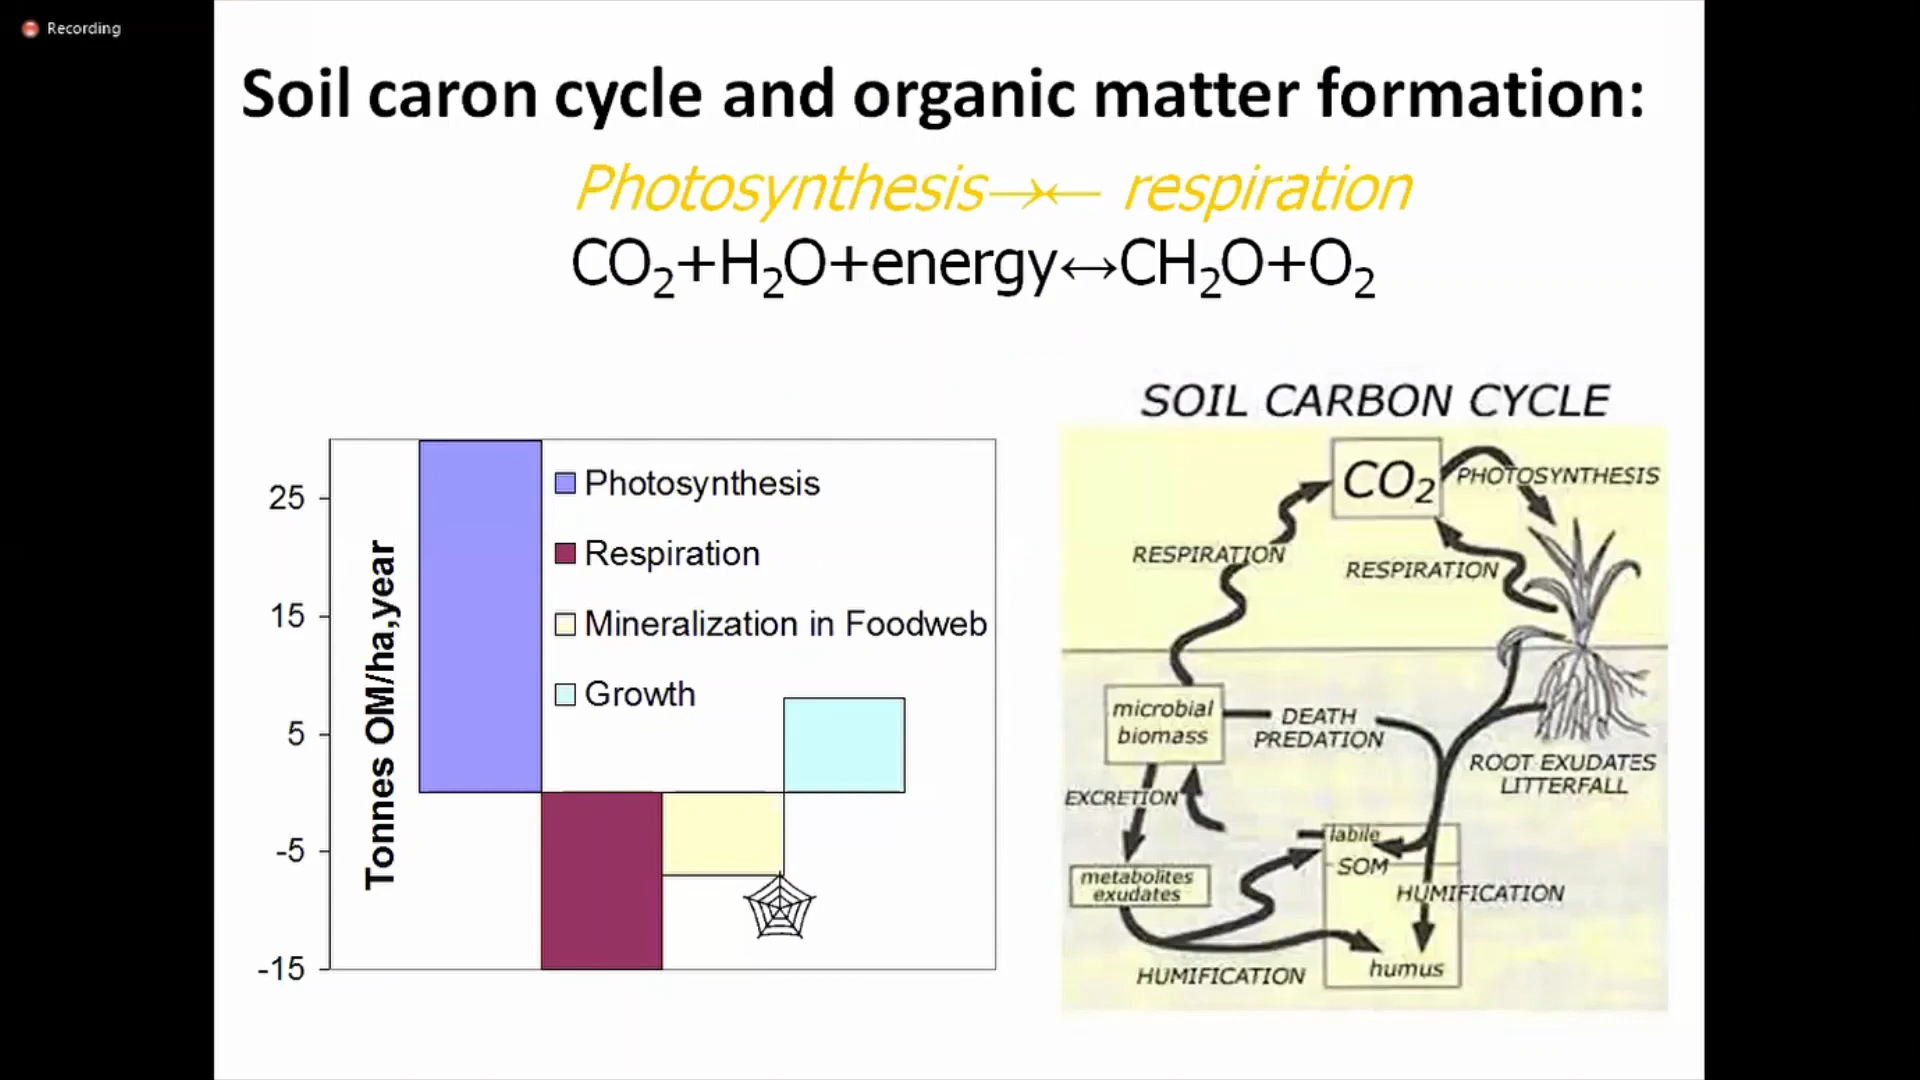 Recording
Soil caron cycle and organic matter formation:
Photosynthesis→← respiration
CO₂+H₂O+energy↔CH₂O+O₂
25
15
5
-5
-15
Tonnes OM/ha,year
Photosynthesis
Respiration
Mineralization in Foodweb
Growth
SOIL CARBON CYCLE
CO₂
PHOTOSYNTHESIS
RESPIRATION
RESPIRATION
microbial
biomass
DEATH
PREDATION
ROOT EXUDATES
LITTERFALL
EXCRETION
labile
SOM
metabolites
exudates
HUMIFICATION
humus
HUMIFICATION